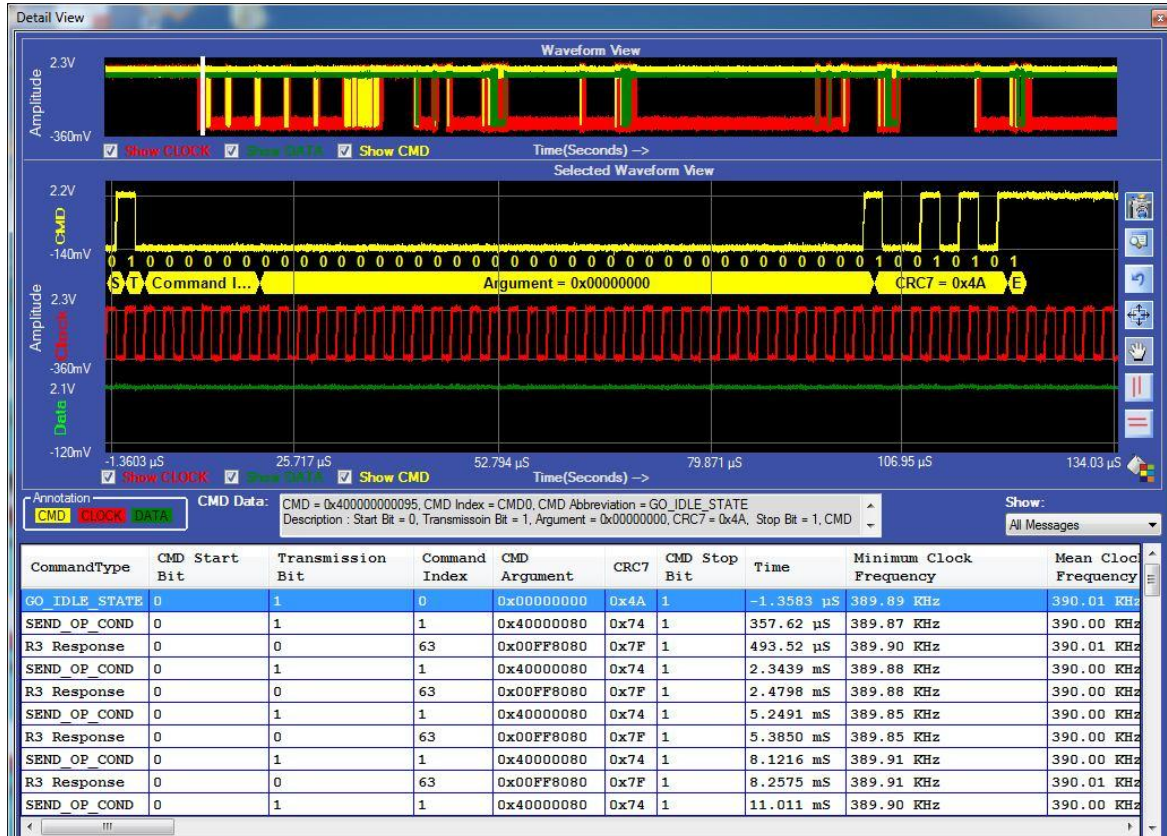 Detail View
Waveform View
2.3V
Amplitude
-360mV
Show CLOCK Show DATA Show CMD Time(Seconds) -->
Selected Waveform View
2.2V
CMD
-140mV
0 1 0 0 0 0 0 0 0 0 0 0 0 0 0 0 0 0 0 0 0 0 0 0 0 0 0 0 0 0 0 0 0 0 0 0 0 0 0 0 1 0 0 1 0 1 0 1
S T Command I... Argument = 0x00000000 CRC7 = 0x4A E
2.3V
Amplitude
Clock
-360mV
2.1V
Data
-120mV
-1.3603 µS 25.717 µS 52.794 µS 79.871 µS 106.95 µS 134.03 µS
Show CLOCK Show DATA Show CMD Time(Seconds) -->
Annotation
CMD CLOCK DATA
CMD Data:
CMD = 0x400000000095, CMD Index = CMD0, CMD Abbreviation = GO_IDLE_STATE
Description : Start Bit = 0, Transmissoin Bit = 1, Argument = 0x00000000, CRC7 = 0x4A, Stop Bit = 1, CMD
Show:
All Messages
CommandType CMD Start Bit Transmission Bit Command Index CMD Argument CRC7 CMD Stop Bit Time Minimum Clock Frequency Mean Cloc Frequency
GO_IDLE_STATE 0 1 0 0x00000000 0x4A 1 -1.3583 µS 389.89 KHz 390.01 KHz
SEND_OP_COND 0 1 1 0x40000080 0x74 1 357.62 µS 389.87 KHz 390.00 KHz
R3 Response 0 0 63 0x00FF8080 0x7F 1 493.52 µS 389.90 KHz 390.01 KHz
SEND_OP_COND 0 1 1 0x40000080 0x74 1 2.3439 mS 389.88 KHz 390.00 KHz
R3 Response 0 0 63 0x00FF8080 0x7F 1 2.4798 mS 389.88 KHz 390.00 KHz
SEND_OP_COND 0 1 1 0x40000080 0x74 1 5.2491 mS 389.85 KHz 390.00 KHz
R3 Response 0 0 63 0x00FF8080 0x7F 1 5.3850 mS 389.85 KHz 390.00 KHz
SEND_OP_COND 0 1 1 0x40000080 0x74 1 8.1216 mS 389.91 KHz 390.00 KHz
R3 Response 0 0 63 0x00FF8080 0x7F 1 8.2575 mS 389.91 KHz 390.01 KHz
SEND_OP_COND 0 1 1 0x40000080 0x74 1 11.011 mS 389.90 KHz 390.00 KHz